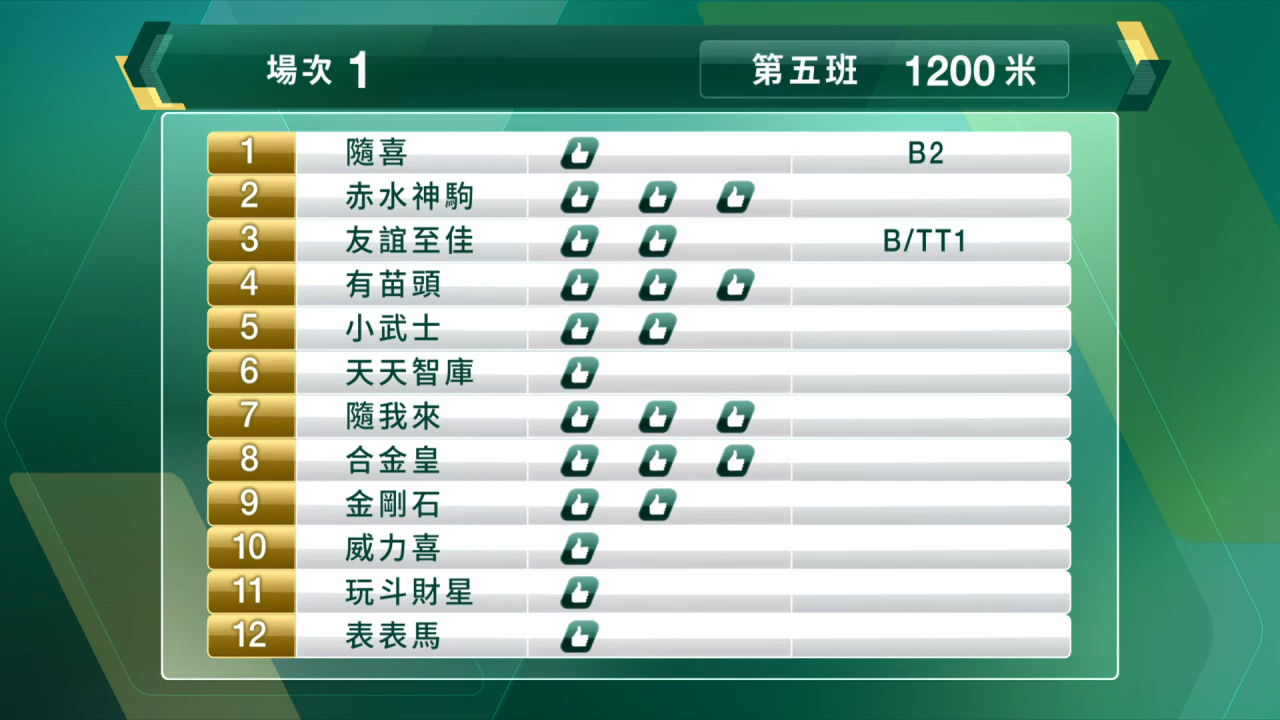 場次 1 第五班 1200 米
1 隨喜 B2
2 赤水神駒
3 友誼至佳 B/TT1
4 有苗頭
5 小武士
6 天天智庫
7 隨我來
8 合金皇
9 金剛石
10 威力喜
11 玩斗財星
12 表表馬